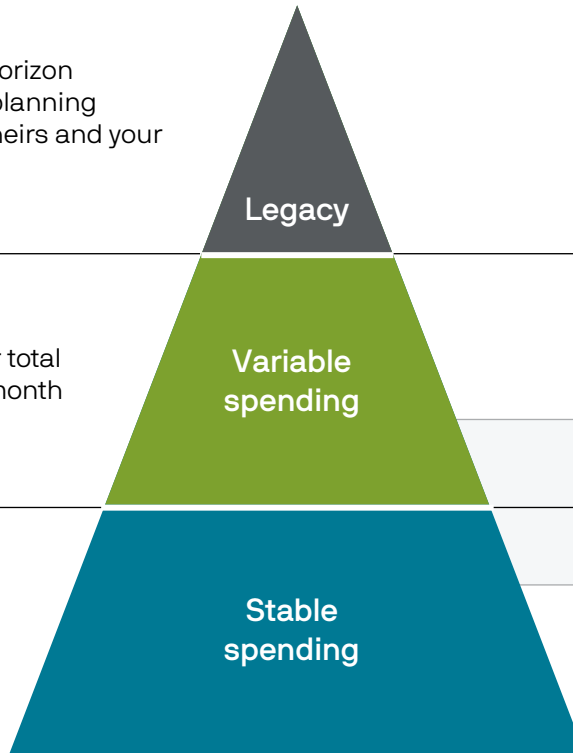 orizon
planning
heirs and your
Legacy
r total
month
Variable
spending
Stable
spending